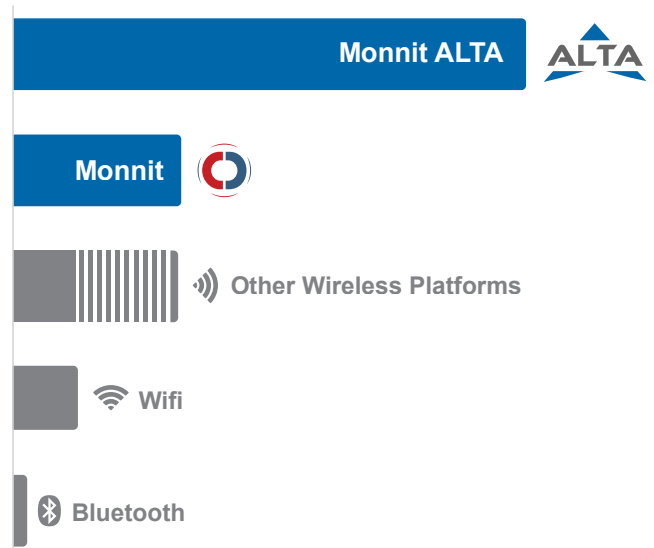 Monnit ALTA
ALTA
Monnit
Other Wireless Platforms
Wifi
Bluetooth